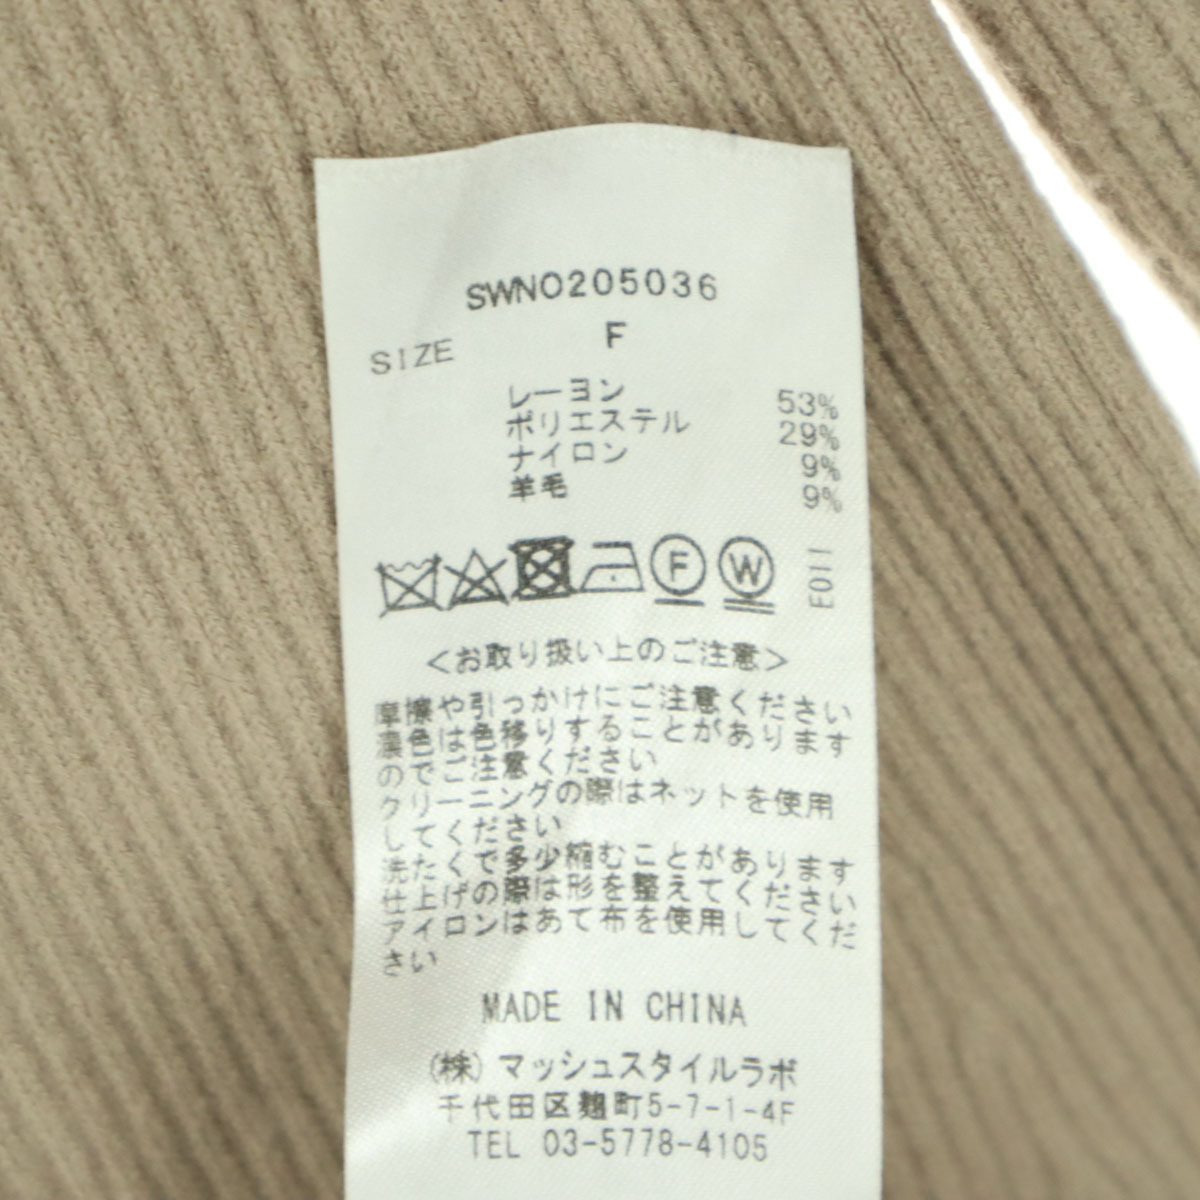 SWNO205036
SIZE F
レーヨン 53%
ポリエステル 29%
ナイロン 9%
羊毛 9%
F W E011
<お取り扱い上のご注意>
摩擦や引っかけにご注意ください
濃色は色移りすることがあります
のでご注意ください
クリーニングの際はネットを使用
してください
洗たくで多少縮むことがあります
仕上げの際は形を整えてください
アイロンはあて布を使用してくだ
さい
MADE IN CHINA
(株)マッシュスタイルラボ
千代田区麹町5-7-1-4F
TEL 03-5778-4105